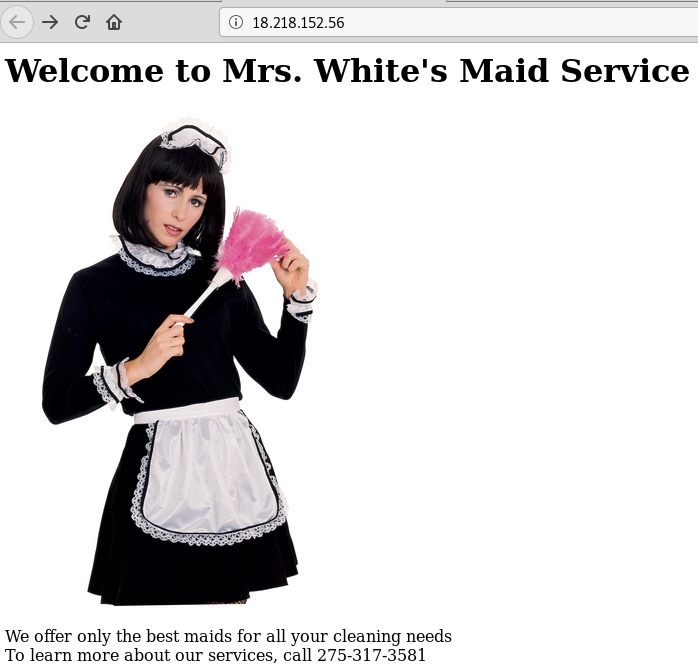 18.218.152.56
Welcome to Mrs. White's Maid Service
We offer only the best maids for all your cleaning needs
To learn more about our services, call 275-317-3581